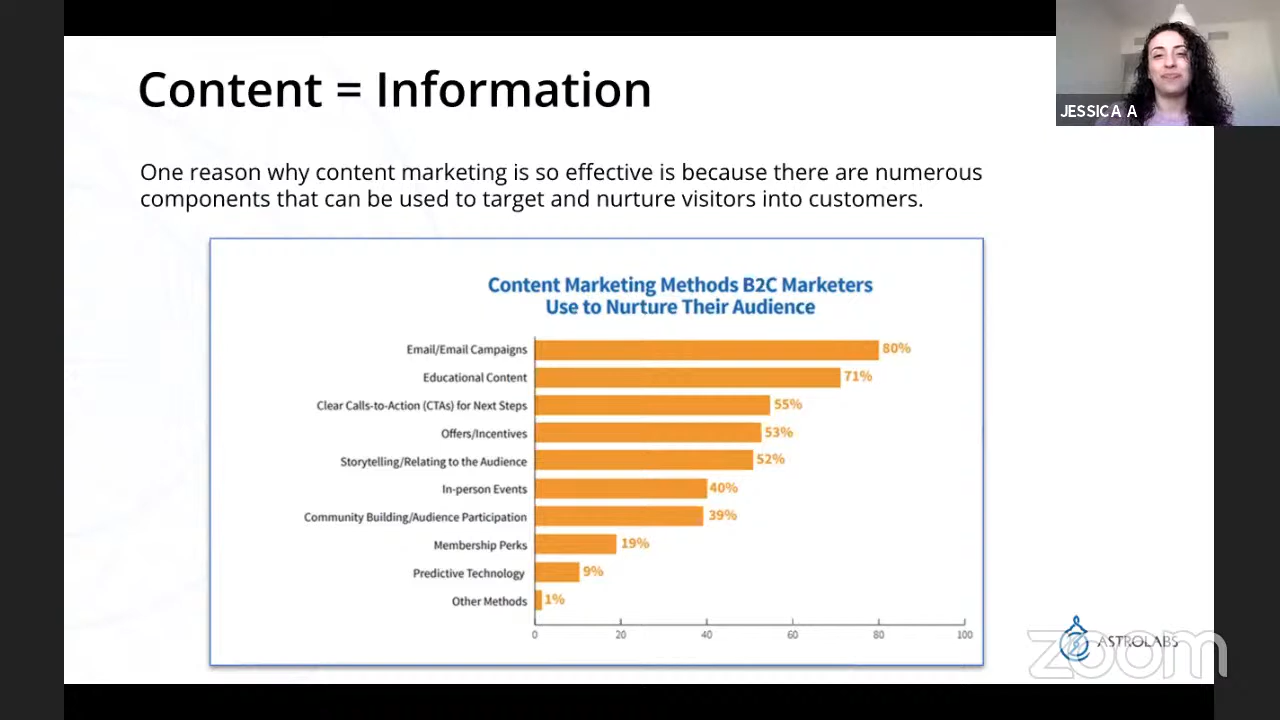 Content = Information
JESSICA A
One reason why content marketing is so effective is because there are numerous
components that can be used to target and nurture visitors into customers.
Content Marketing Methods B2C Marketers
Use to Nurture Their Audience
Email/Email Campaigns 80%
Educational Content 71%
Clear Calls-to-Action (CTAs) for Next Steps 55%
Offers/Incentives 53%
Storytelling/Relating to the Audience 52%
In-person Events 40%
Community Building/Audience Participation 39%
Membership Perks 19%
Predictive Technology 9%
Other Methods 1%
0 20 40 60 80 100
ASTROLABS
zoom